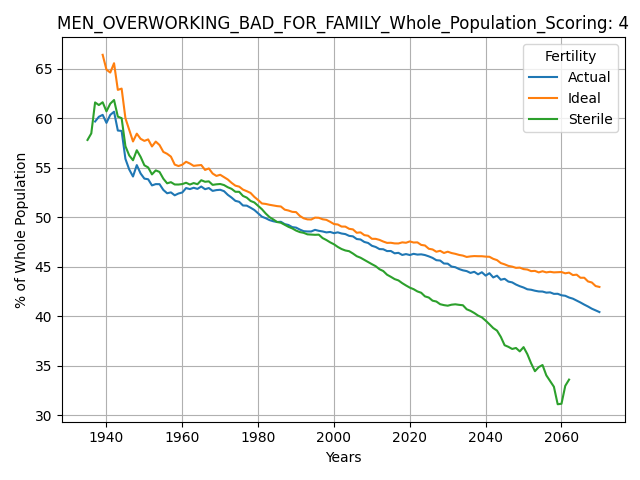 MEN_OVERWORKING_BAD_FOR_FAMILY_Whole_Population_Scoring: 4
Fertility
Actual
Ideal
Sterile
% of Whole Population
65
60
55
50
45
40
35
30
1940 1960 1980 2000 2020 2040 2060
Years